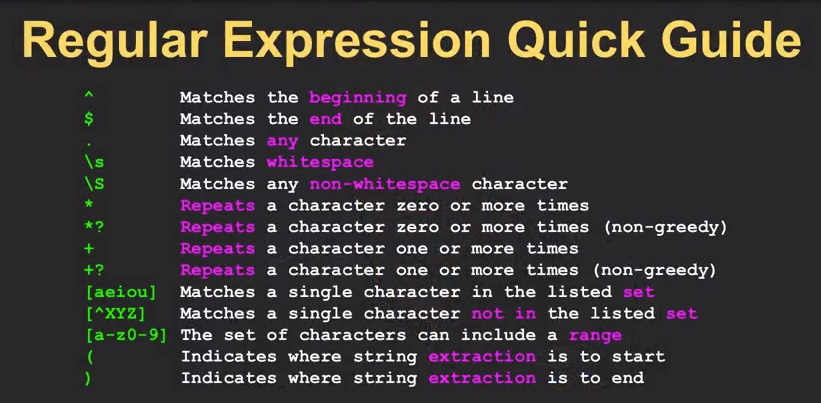 Regular Expression Quick Guide
^ Matches the beginning of a line
$ Matches the end of the line
. Matches any character
\s Matches whitespace
\S Matches any non-whitespace character
* Repeats a character zero or more times
*? Repeats a character zero or more times (non-greedy)
+ Repeats a character one or more times
+? Repeats a character one or more times (non-greedy)
[aeiou] Matches a single character in the listed set
[^XYZ] Matches a single character not in the listed set
[a-z0-9] The set of characters can include a range
( Indicates where string extraction is to start
) Indicates where string extraction is to end